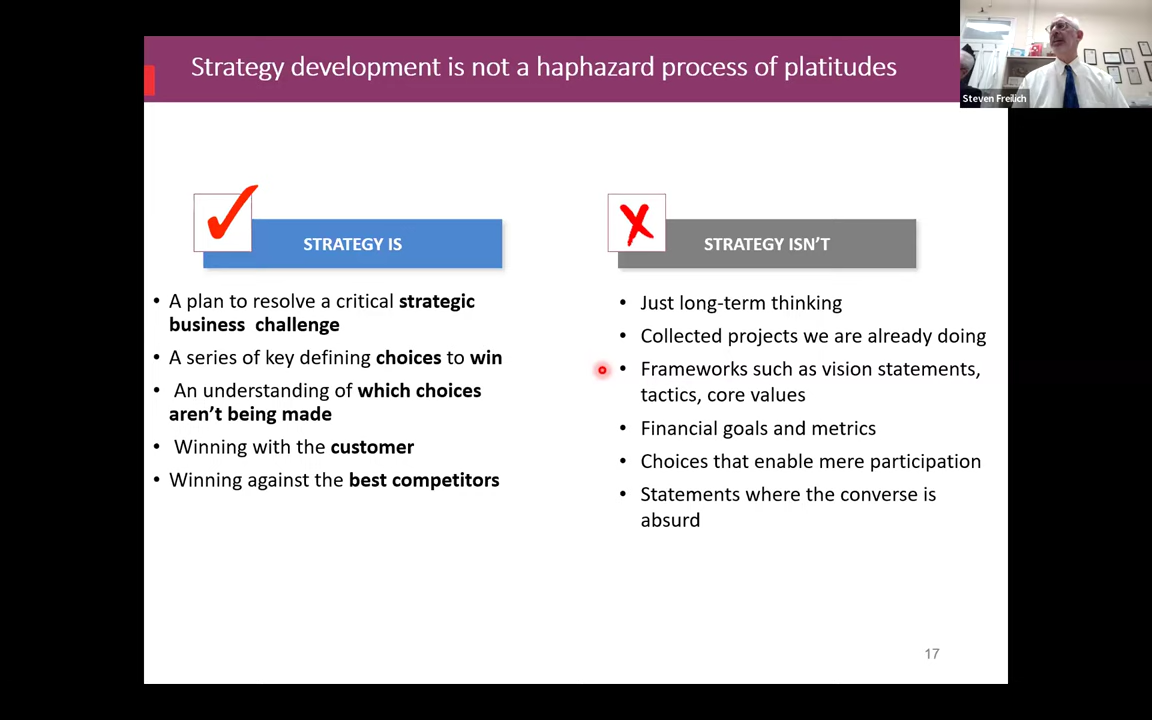 Strategy development is not a haphazard process of platitudes
Steven Freilich
STRATEGY IS
• A plan to resolve a critical strategic
business challenge
• A series of key defining choices to win
• An understanding of which choices
aren’t being made
• Winning with the customer
• Winning against the best competitors
STRATEGY ISN’T
• Just long-term thinking
• Collected projects we are already doing
• Frameworks such as vision statements,
tactics, core values
• Financial goals and metrics
• Choices that enable mere participation
• Statements where the converse is
absurd
17